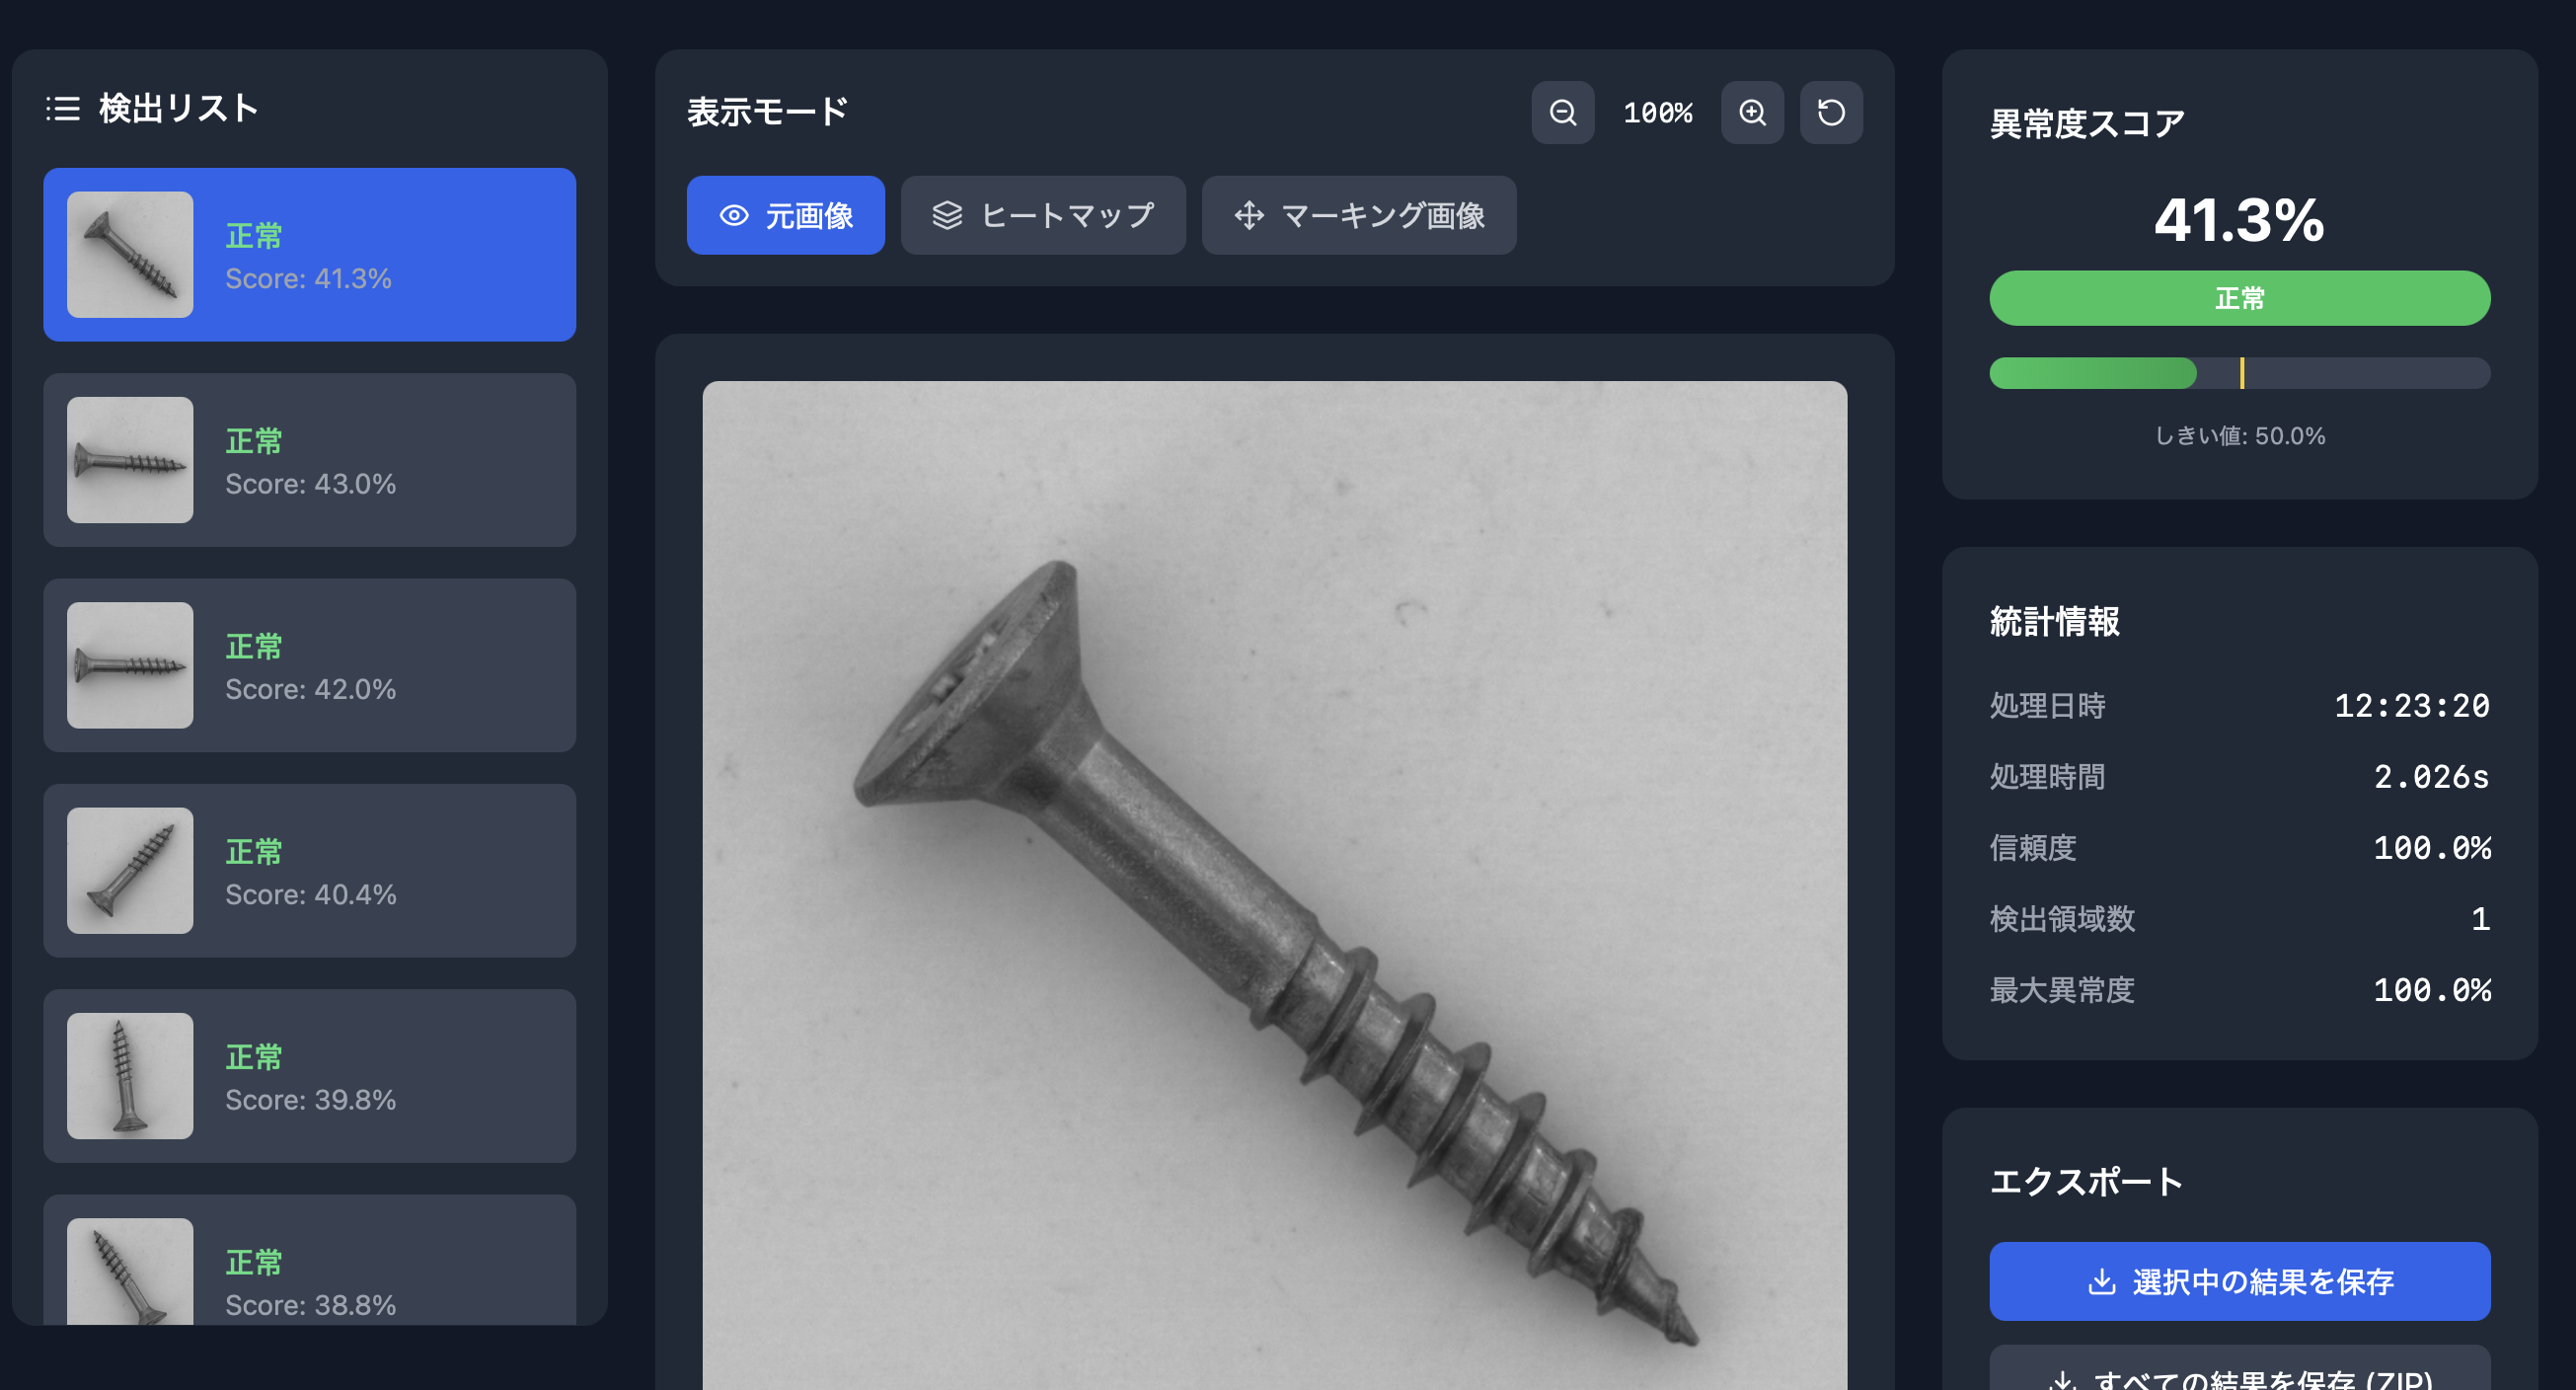 検出リスト
正常
Score: 41.3%
正常
Score: 43.0%
正常
Score: 42.0%
正常
Score: 40.4%
正常
Score: 39.8%
正常
Score: 38.8%
表示モード
100%
元画像
ヒートマップ
マーキング画像
異常度スコア
41.3%
正常
しきい値: 50.0%
統計情報
処理日時 12:23:20
処理時間 2.026s
信頼度 100.0%
検出領域数 1
最大異常度 100.0%
エクスポート
選択中の結果を保存
すべての結果を保存 (ZIP)